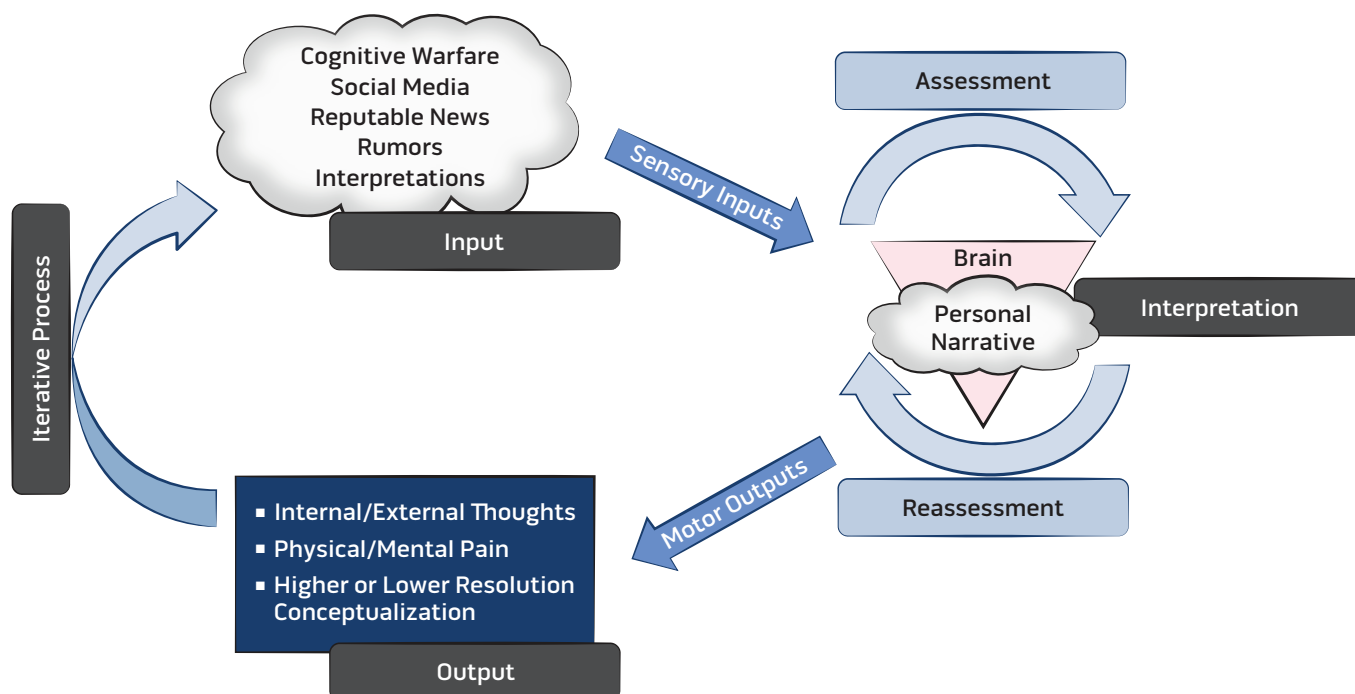 Cognitive Warfare
Social Media
Reputable News
Rumors
Interpretations
Input
Sensory Inputs
Assessment
Brain
Personal
Narrative
Interpretation
Reassessment
Motor Outputs
▪ Internal/External Thoughts
▪ Physical/Mental Pain
▪ Higher or Lower Resolution
Conceptualization
Output
Iterative Process